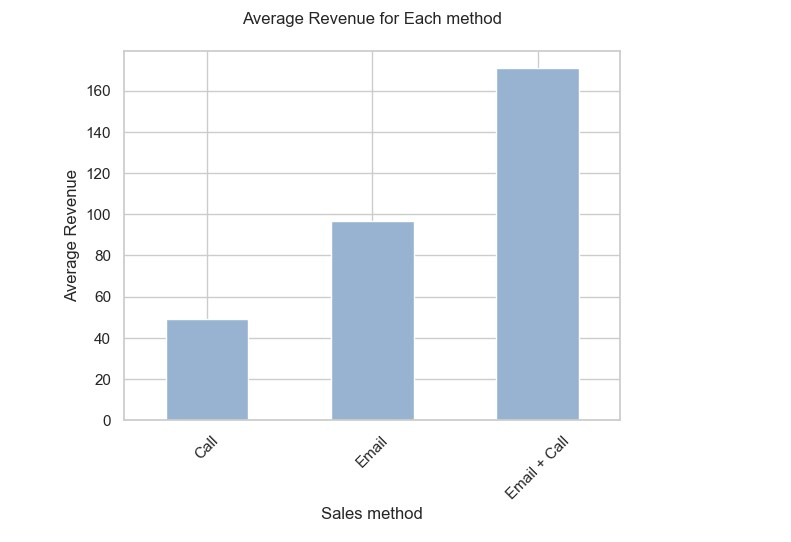 Average Revenue for Each method
Average Revenue
160
140
120
100
80
60
40
20
0
Call
Email
Email + Call
Sales method